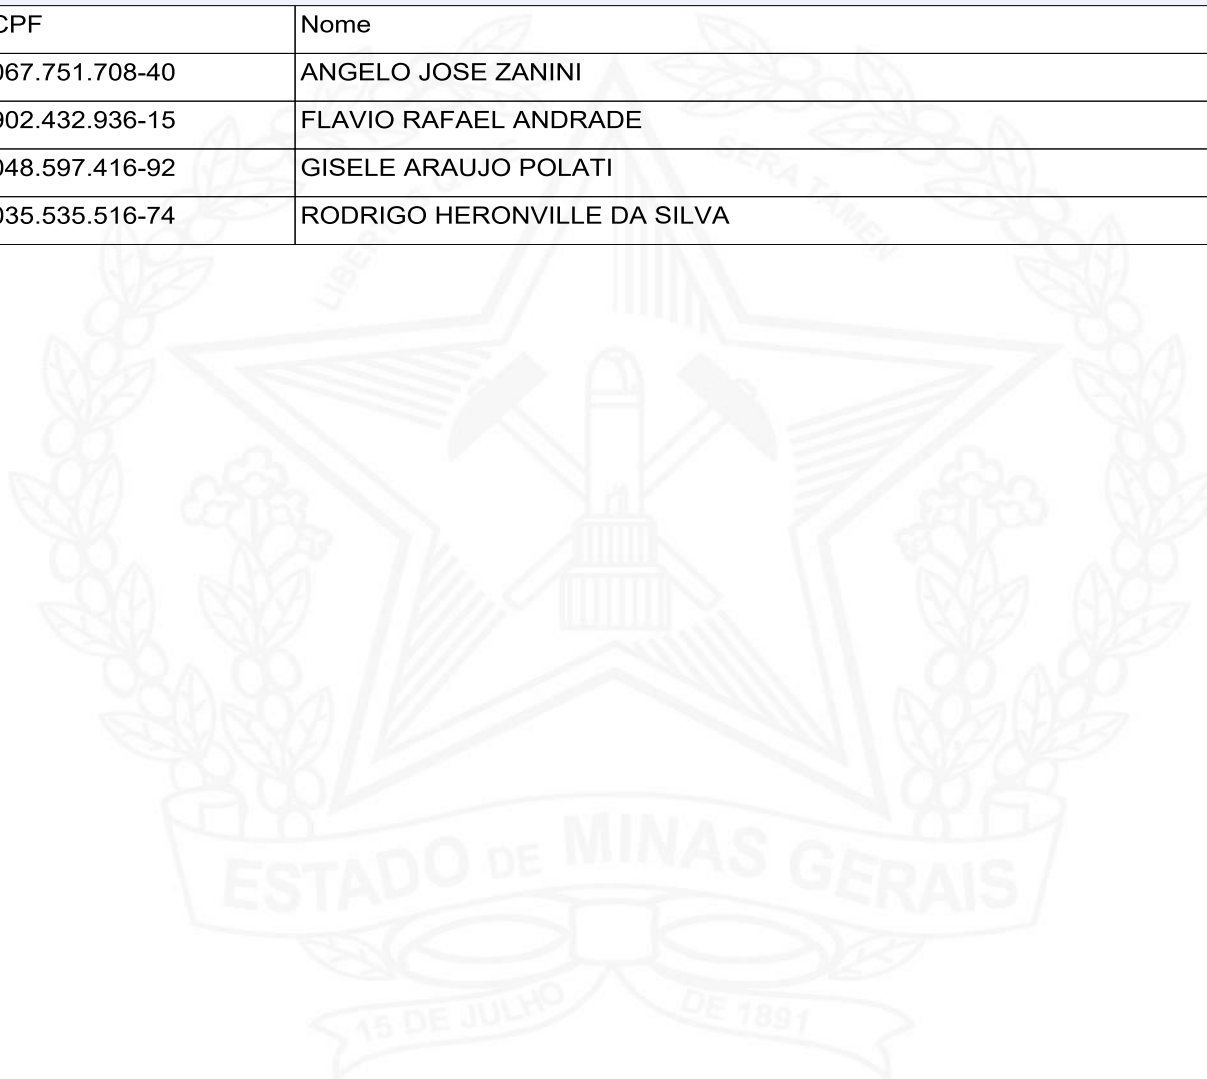 CPF Nome
067.751.708-40 ANGELO JOSE ZANINI
902.432.936-15 FLAVIO RAFAEL ANDRADE
048.597.416-92 GISELE ARAUJO POLATI
035.535.516-74 RODRIGO HERONVILLE DA SILVA
SERA TAMEN
ESTADO DE MINAS GERAIS
15 DE JULHO DE 1891